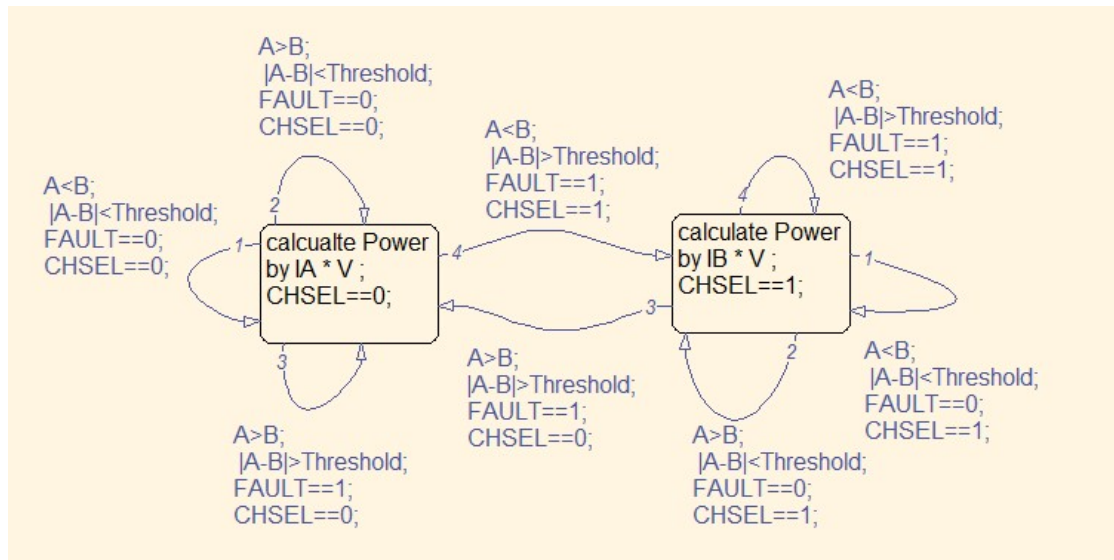 A>B;
|A-B|<Threshold;
FAULT==0;
CHSEL==0;
A<B;
|A-B|>Threshold;
FAULT==1;
CHSEL==1;
A<B;
|A-B|>Threshold;
FAULT==1;
CHSEL==1;
A<B;
|A-B|<Threshold;
FAULT==0;
CHSEL==0;
2
1
calcualte Power
by IA * V ;
CHSEL==0;
4
3
4
calculate Power
by IB * V ;
CHSEL==1;
1
3
2
A>B;
|A-B|>Threshold;
FAULT==1;
CHSEL==0;
A<B;
|A-B|<Threshold;
FAULT==0;
CHSEL==1;
A>B;
|A-B|>Threshold;
FAULT==1;
CHSEL==0;
A>B;
|A-B|<Threshold;
FAULT==0;
CHSEL==1;